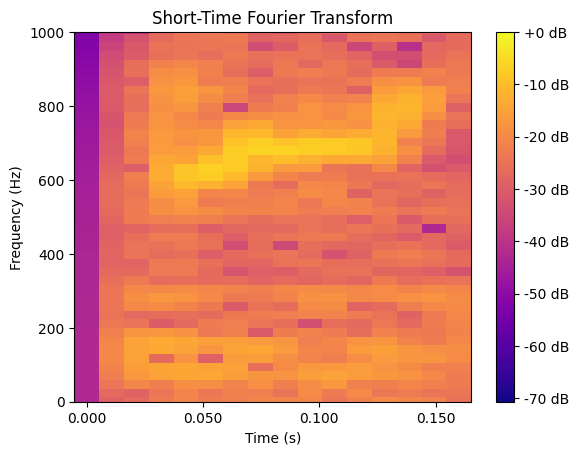 Short-Time Fourier Transform
1000
800
600
400
200
0
Frequency (Hz)
0.000
0.050
0.100
0.150
Time (s)
+0 dB
-10 dB
-20 dB
-30 dB
-40 dB
-50 dB
-60 dB
-70 dB